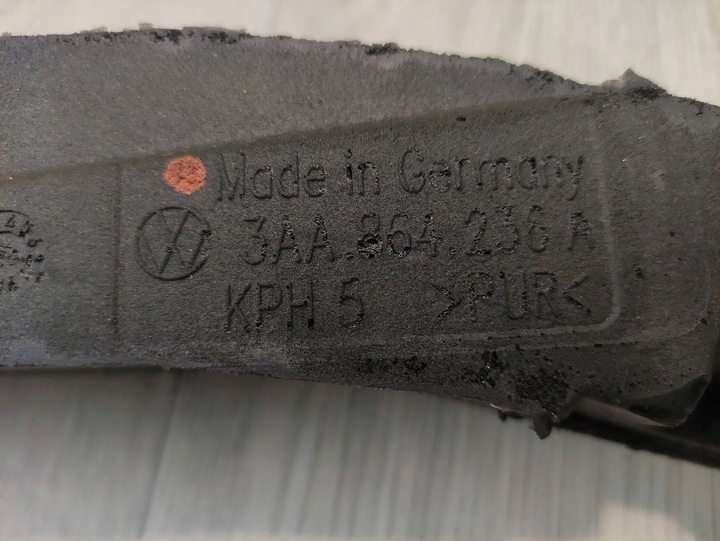 Made in Germany
3AA.864.236 A
KPH 5 >PUR<